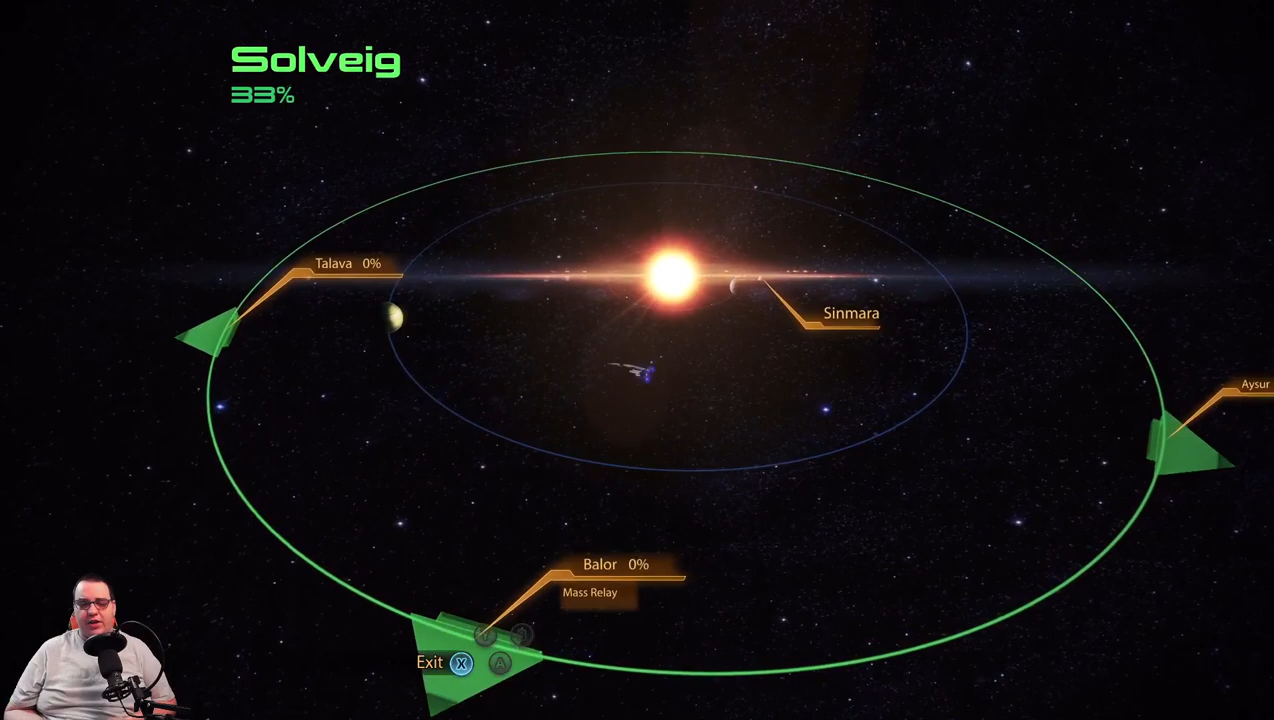 Solveig
33%
Talava 0%
Sinmara
Aysur
Balor 0%
Mass Relay
Exit X
A